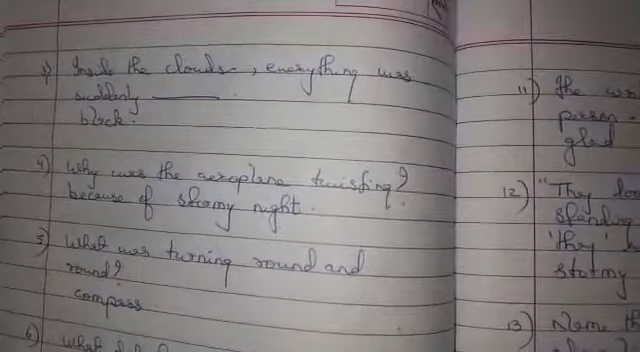 3) Inside the clouds, everything was
suddenly ———.
black.
4) Why was the aeroplane twisting?
because of stormy night.
5) What was turning round and
round?
compass
6) What
11) The
person
glad
12) "They
standing
'they'
stormy
13) Name the